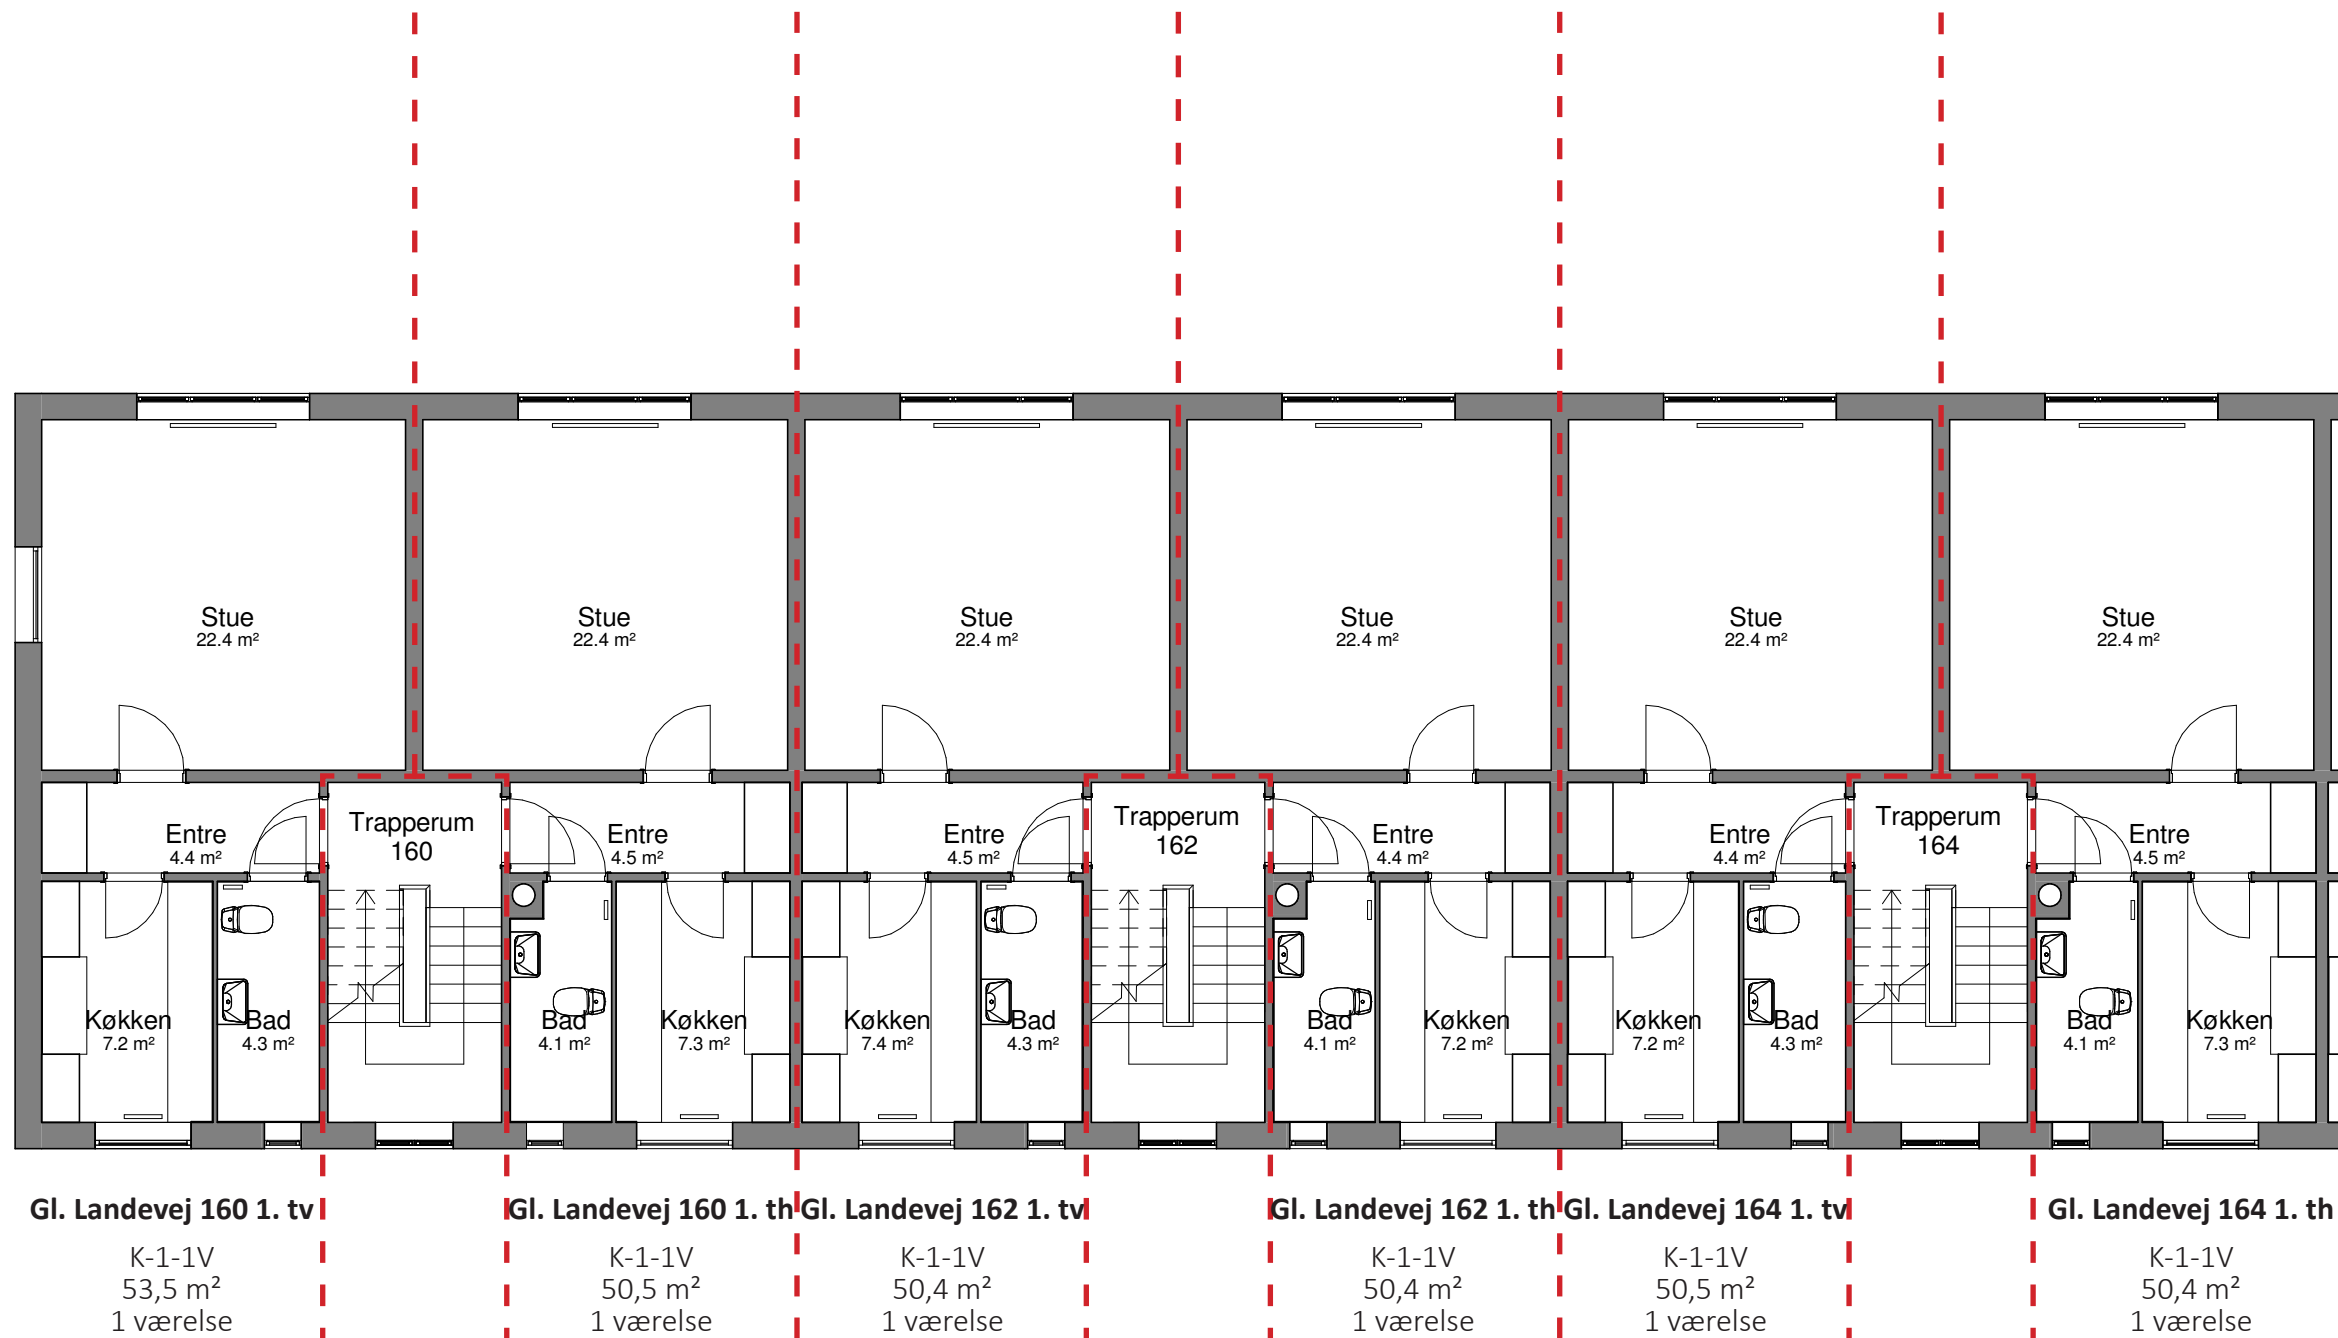 Stue
22.4 m²
Stue
22.4 m²
Stue
22.4 m²
Stue
22.4 m²
Stue
22.4 m²
Stue
22.4 m²
Entre
4.4 m²
Trapperum
160
Entre
4.5 m²
Entre
4.5 m²
Trapperum
162
Entre
4.4 m²
Entre
4.4 m²
Trapperum
164
Entre
4.5 m²
Køkken
7.2 m²
Bad
4.3 m²
Bad
4.1 m²
Køkken
7.3 m²
Køkken
7.4 m²
Bad
4.3 m²
Bad
4.1 m²
Køkken
7.2 m²
Køkken
7.2 m²
Bad
4.3 m²
Bad
4.1 m²
Køkken
7.3 m²
Gl. Landevej 160 1. tv
K-1-1V
53,5 m²
1 værelse
Gl. Landevej 160 1. th
K-1-1V
50,5 m²
1 værelse
Gl. Landevej 162 1. tv
K-1-1V
50,4 m²
1 værelse
Gl. Landevej 162 1. th
K-1-1V
50,4 m²
1 værelse
Gl. Landevej 164 1. tv
K-1-1V
50,5 m²
1 værelse
Gl. Landevej 164 1. th
K-1-1V
50,4 m²
1 værelse